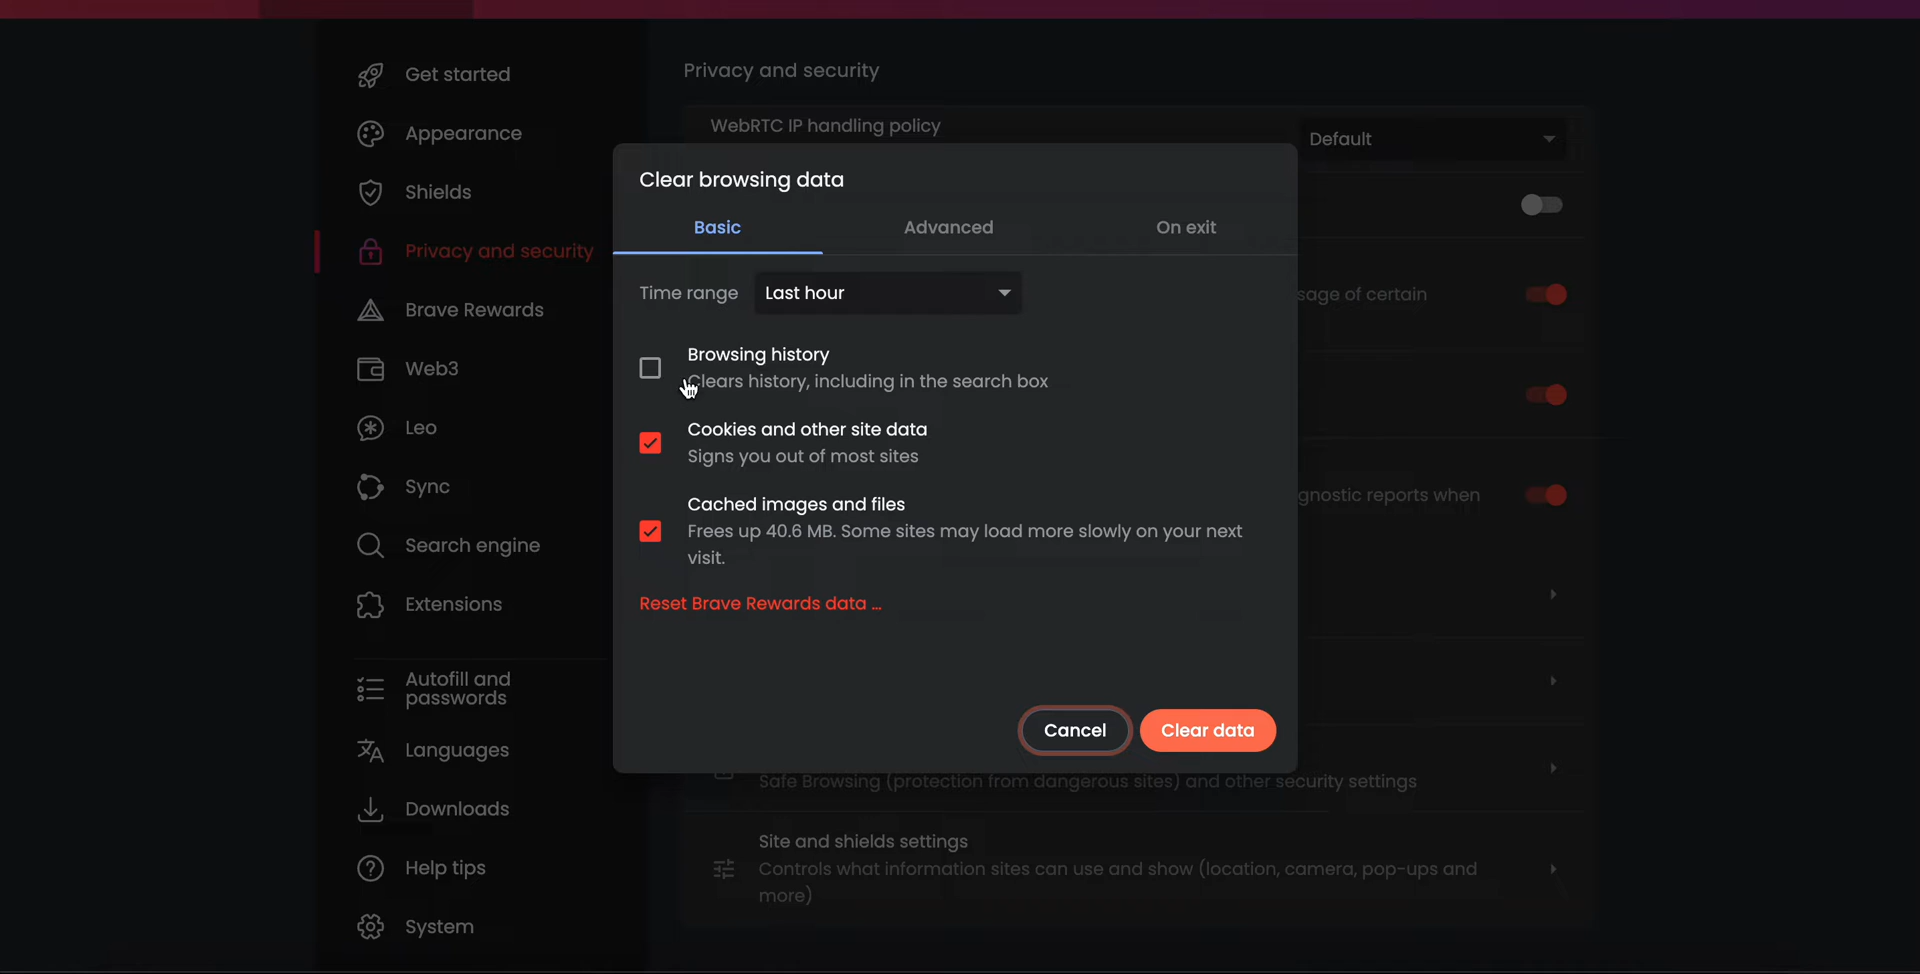 Get started
Appearance
Shields
Privacy and security
Brave Rewards
Web3
Leo
Sync
Search engine
Extensions
Autofill and
passwords
Languages
Downloads
Help tips
System
Privacy and security
WebRTC IP handling policy
Default
Clear browsing data
Basic
Advanced
On exit
Time range
Last hour
Browsing history
Clears history, including in the search box
Cookies and other site data
Signs you out of most sites
Cached images and files
Frees up 40.6 MB. Some sites may load more slowly on your next
visit.
Reset Brave Rewards data ...
Cancel
Clear data
of certain
reports when
Safe Browsing (protection from dangerous sites) and other security settings
Site and shields settings
Controls what information sites can use and show (location, camera, pop-ups and
more)